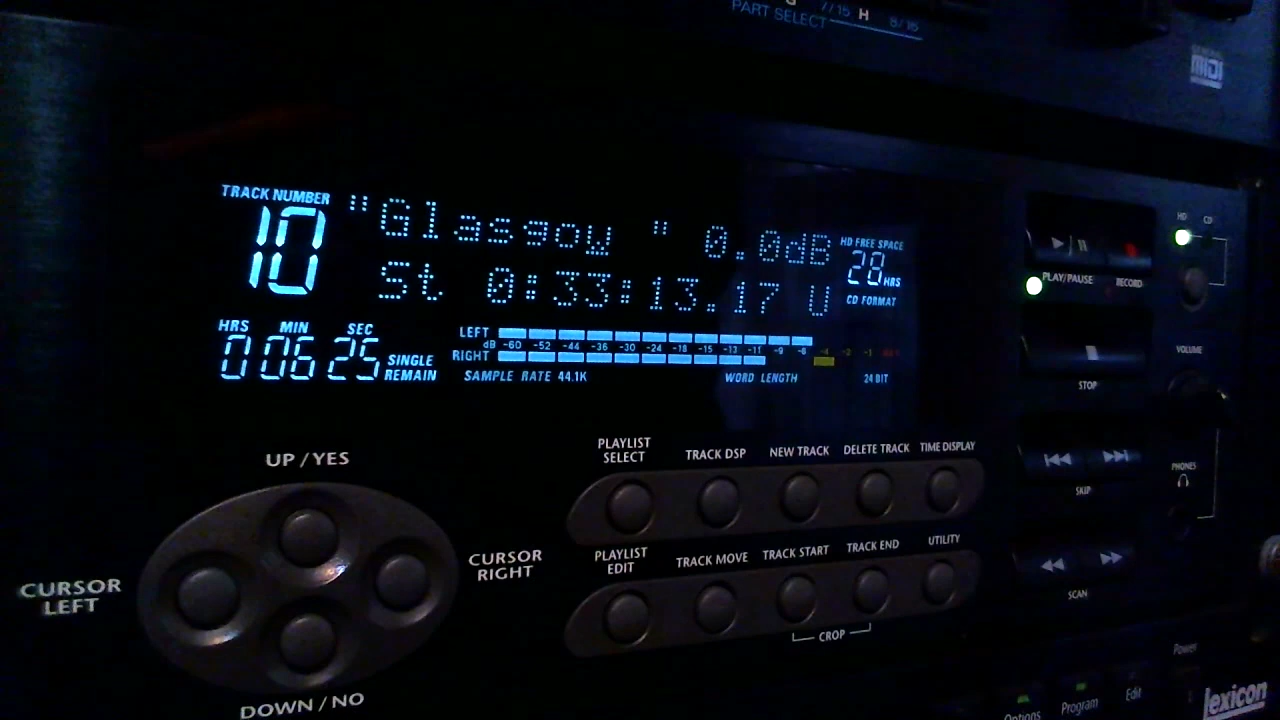 G 7/15 H 8/16
PART SELECT
MIDI
TRACK NUMBER
10
"Glasgow " 0.0dB
St 0:33:13.17 U
HD FREE SPACE
28 HRS
CD FORMAT
HRS MIN SEC
00625
SINGLE
REMAIN
LEFT
dB -60 -52 -44 -36 -30 -24 -18 -15 -13 -11 -9 -6 -4 -2 -1
RIGHT
SAMPLE RATE 44.1K
WORD LENGTH
24 BIT
HD CD
PLAY/PAUSE
RECORD
VOLUME
STOP
SKIP
PHONES
SCAN
UP / YES
CURSOR
LEFT
CURSOR
RIGHT
DOWN / NO
PLAYLIST
SELECT
TRACK DSP
NEW TRACK
DELETE TRACK
TIME DISPLAY
PLAYLIST
EDIT
TRACK MOVE
TRACK START
TRACK END
UTILITY
CROP
Power
Options
Program
Edit
lexicon